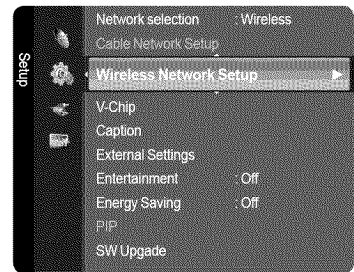 Setup
Network selection : Wireless
Cable Network Setup
Wireless Network Setup
V-Chip
Caption
External Settings
Entertainment : Off
Energy Saving : Off
PIP
SW Upgade